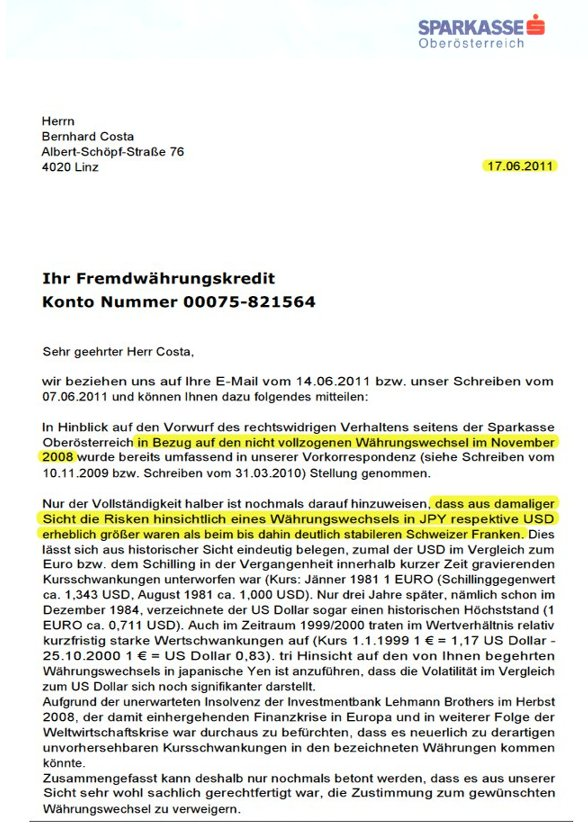 SPARKASSE
Oberösterreich
Herrn
Bernhard Costa
Albert-Schöpf-Straße 76
4020 Linz
17.06.2011
Ihr Fremdwährungskredit
Konto Nummer 00075-821564
Sehr geehrter Herr Costa,
wir beziehen uns auf Ihre E-Mail vom 14.06.2011 bzw. unser Schreiben vom
07.06.2011 und können Ihnen dazu folgendes mitteilen:
In Hinblick auf den Vorwurf des rechtswidrigen Verhaltens seitens der Sparkasse
Oberösterreich in Bezug auf den nicht vollzogenen Währungswechsel im November
2008 wurde bereits umfassend in unserer Vorkorrespondenz (siehe Schreiben vom
10.11.2009 bzw. Schreiben vom 31.03.2010) Stellung genommen.
Nur der Vollständigkeit halber ist nochmals darauf hinzuweisen, dass aus damaliger
Sicht die Risken hinsichtlich eines Währungswechsels in JPY respektive USD
erheblich größer waren als beim bis dahin deutlich stabileren Schweizer Franken. Dies
lässt sich aus historischer Sicht eindeutig belegen, zumal der USD im Vergleich zum
Euro bzw. dem Schilling in der Vergangenheit innerhalb kurzer Zeit gravierenden
Kursschwankungen unterworfen war (Kurs: Jänner 1981 1 EURO (Schillinggegenwert
ca. 1,343 USD, August 1981 ca. 1,000 USD). Nur drei Jahre später, nämlich schon im
Dezember 1984, verzeichnete der US Dollar sogar einen historischen Höchststand (1
EURO ca. 0,711 USD). Auch im Zeitraum 1999/2000 traten im Wertverhältnis relativ
kurzfristig starke Wertschwankungen auf (Kurs 1.1.1999 1 € = 1,17 US Dollar -
25.10.2000 1 € = US Dollar 0,83). tri Hinsicht auf den von Ihnen begehrten
Währungswechsels in japanische Yen ist anzuführen, dass die Volatilität im Vergleich
zum US Dollar sich noch signifikanter darstellt.
Aufgrund der unerwarteten Insolvenz der Investmentbank Lehmann Brothers im Herbst
2008, der damit einhergehenden Finanzkrise in Europa und in weiterer Folge der
Weltwirtschaftskrise war durchaus zu befürchten, dass es neuerlich zu derartigen
unvorhersehbaren Kursschwankungen in den bezeichneten Währungen kommen
könnte.
Zusammengefasst kann deshalb nur nochmals betont werden, dass es aus unserer
Sicht sehr wohl sachlich gerechtfertigt war, die Zustimmung zum gewünschten
Währungswechsel zu verweigern.